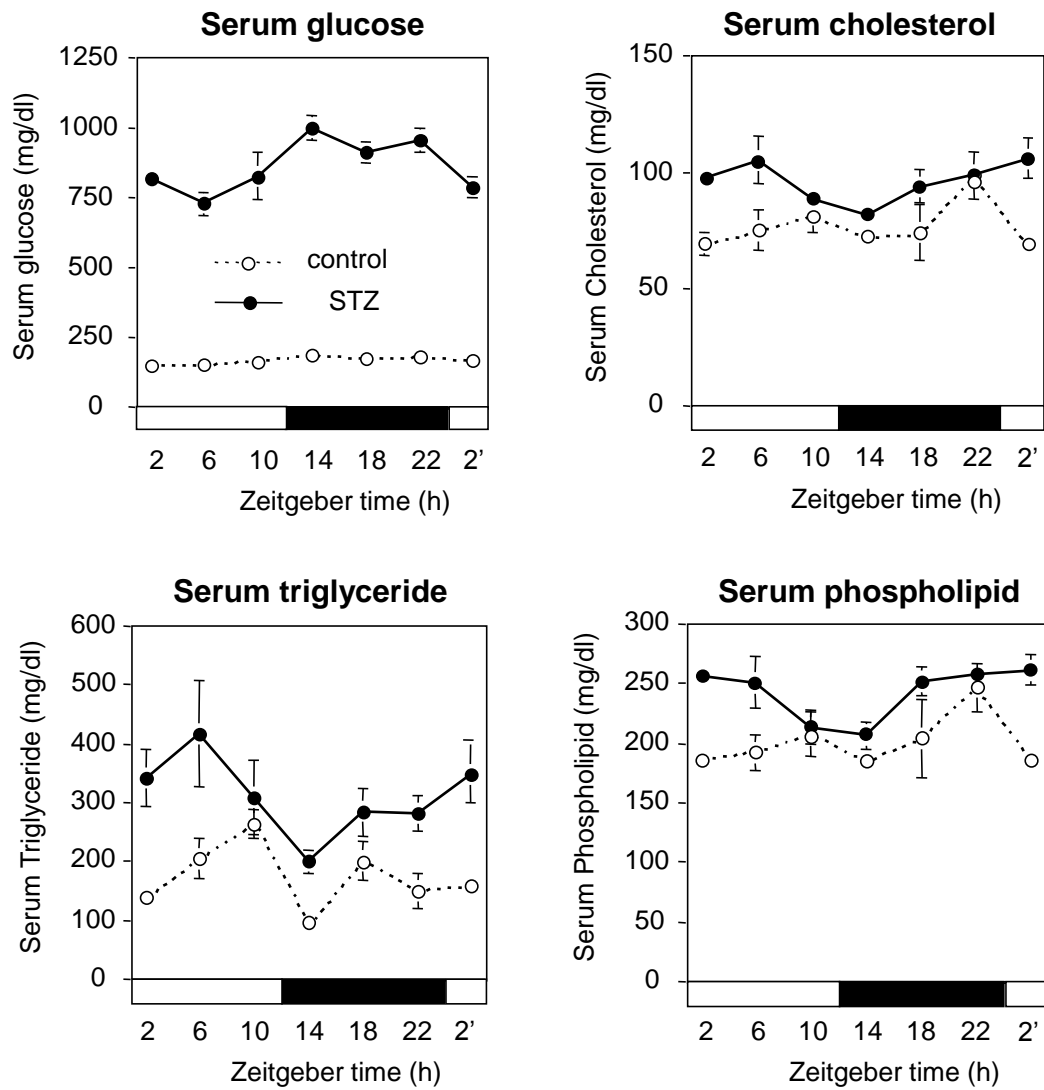 Serum glucose
Serum glucose (mg/dl)
1250
1000
750
500
250
0
control
STZ
2 6 10 14 18 22 2’
Zeitgeber time (h)
Serum cholesterol
Serum Cholesterol (mg/dl)
150
100
50
0
2 6 10 14 18 22 2’
Zeitgeber time (h)
Serum triglyceride
Serum Triglyceride (mg/dl)
600
500
400
300
200
100
0
2 6 10 14 18 22 2’
Zeitgeber time (h)
Serum phospholipid
Serum Phospholipid (mg/dl)
300
250
200
150
100
50
0
2 6 10 14 18 22 2’
Zeitgeber time (h)